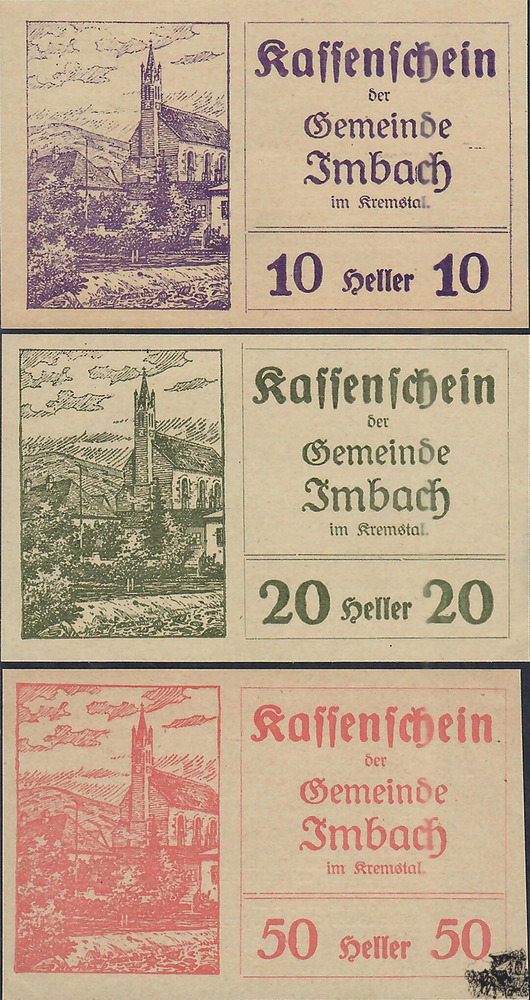 Kassenschein
der
Gemeinde
Imbach
im Kremstal.
10 Heller 10
Kassenschein
der
Gemeinde
Imbach
im Kremstal.
20 Heller 20
Kassenschein
der
Gemeinde
Imbach
im Kremstal.
50 Heller 50